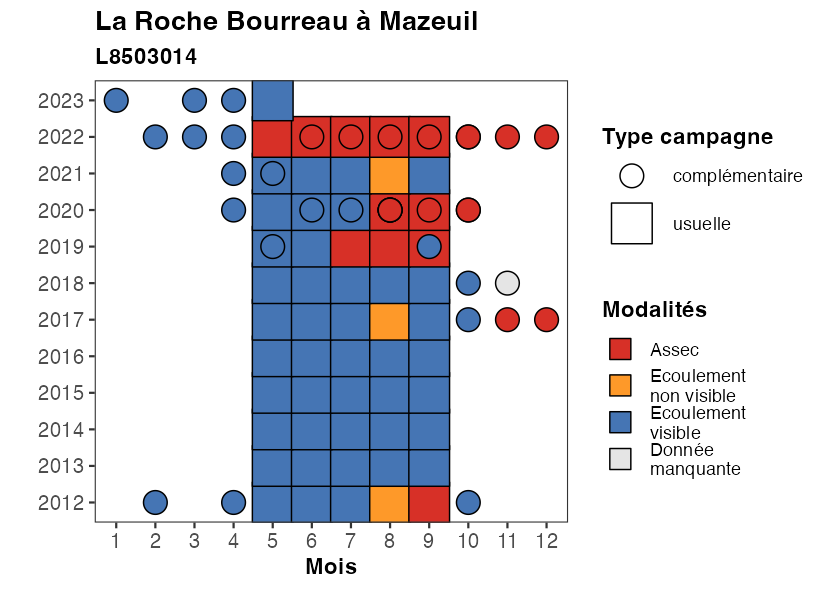 La Roche Bourreau à Mazeuil
L8503014
2023
2022
2021
2020
2019
2018
2017
2016
2015
2014
2013
2012
1 2 3 4 5 6 7 8 9 10 11 12
Mois
Type campagne
complémentaire
usuelle
Modalités
Assec
Ecoulement
non visible
Ecoulement
visible
Donnée
manquante